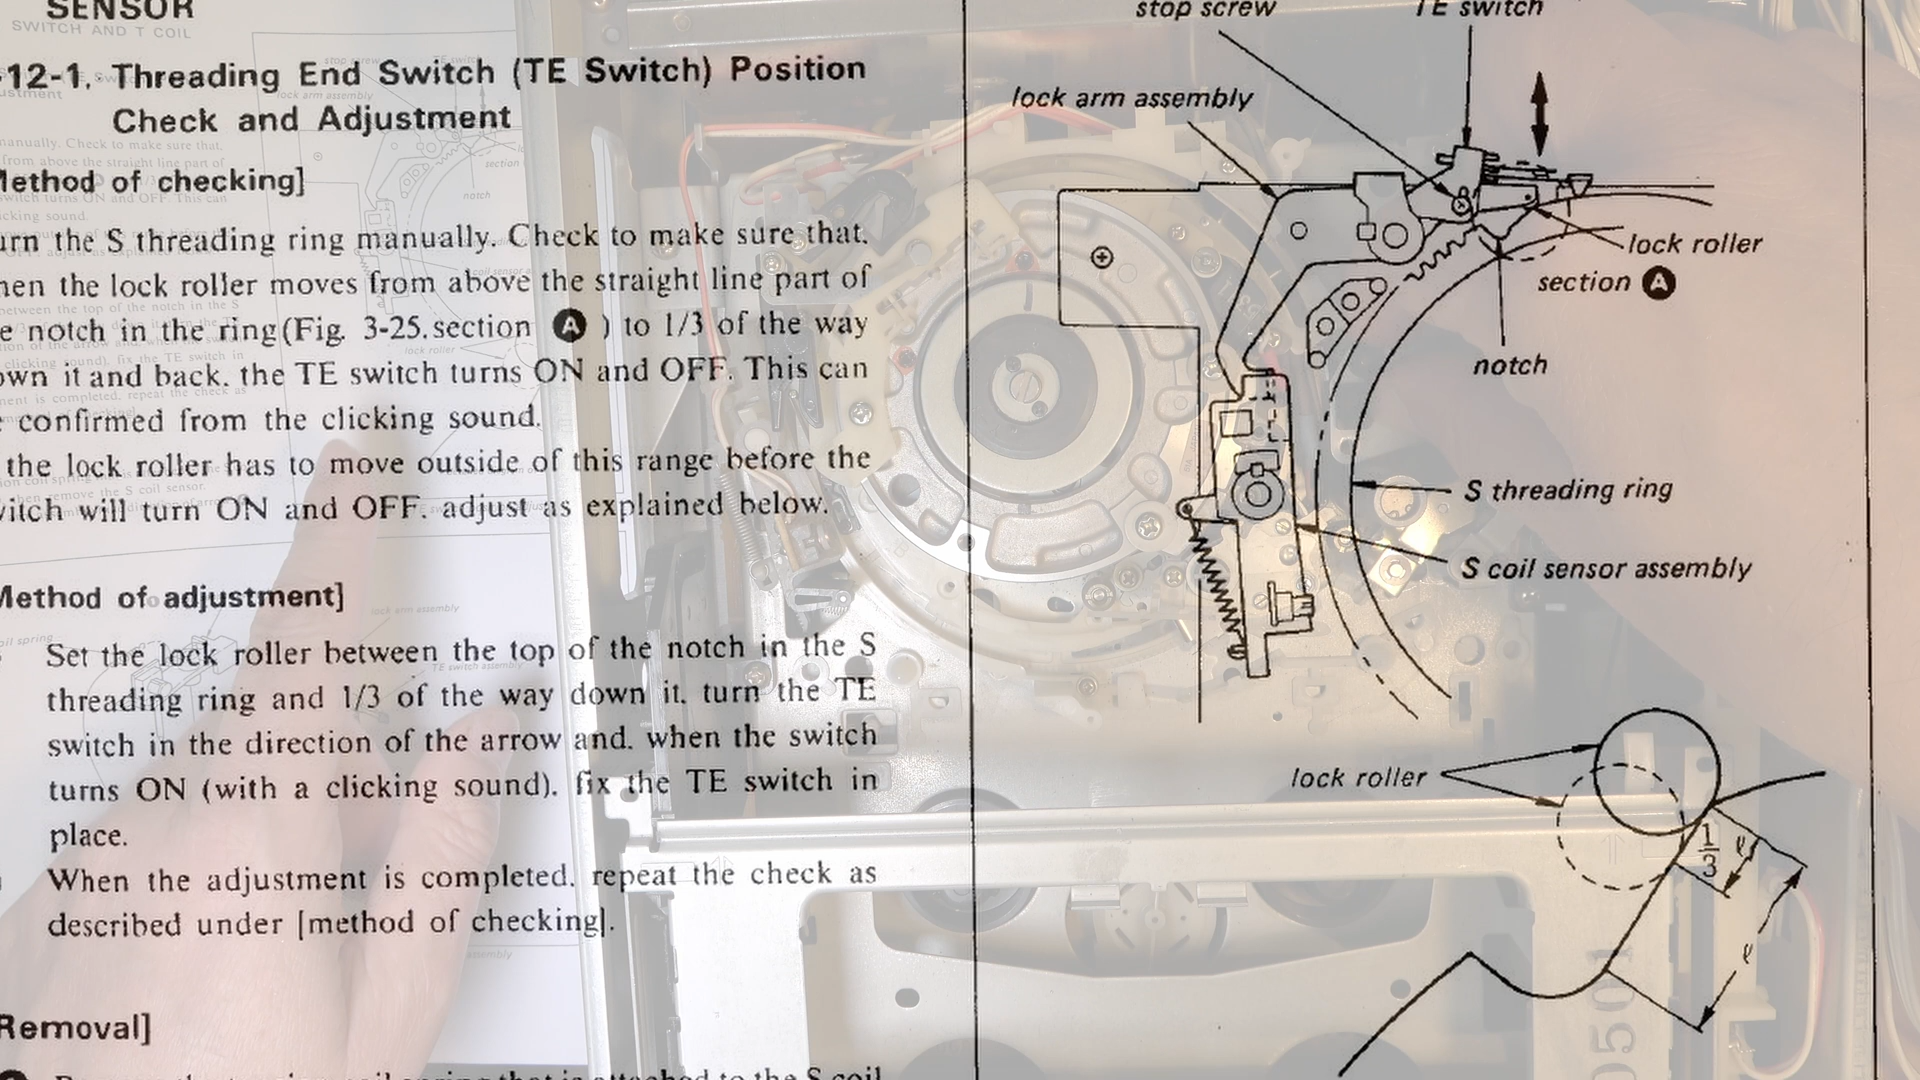 SENSOR
SWITCH AND T COIL
12-1. Threading End Switch (TE Switch) Position
Check and Adjustment
ethod of checking]
urn the S threading ring manually. Check to make sure that.
hen the lock roller moves from above the straight line part of
e notch in the ring(Fig. 3-25. section A ) to 1/3 of the way
own it and back. the TE switch turns ON and OFF. This can
confirmed from the clicking sound.
the lock roller has to move outside of this range before the
vitch will turn ON and OFF. adjust as explained below.
Method of adjustment]
Set the lock roller between the top of the notch in the S
threading ring and 1/3 of the way down it. turn the TE
switch in the direction of the arrow and. when the switch
turns ON (with a clicking sound). fix the TE switch in
place.
When the adjustment is completed. repeat the check as
described under [method of checking].
Removal]
stop screw
TE switch
lock arm assembly
lock roller
section A
notch
S threading ring
S coil sensor assembly
lock roller
1/3 ℓ
ℓ
0501